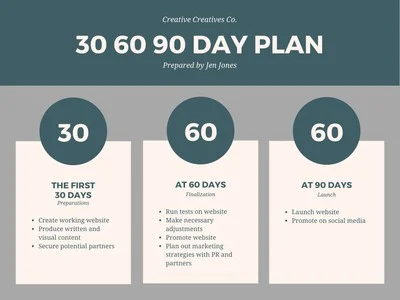 Creative Creatives Co.
30 60 90 DAY PLAN
Prepared by Jen Jones
30
THE FIRST
30 DAYS
Preparations
• Create working website
• Produce written and
visual content
• Secure potential partners
60
AT 60 DAYS
Finalization
• Run tests on website
• Make necessary
adjustments
• Promote website
• Plan out marketing
strategies with PR and
partners
60
AT 90 DAYS
Launch
• Launch website
• Promote on social media